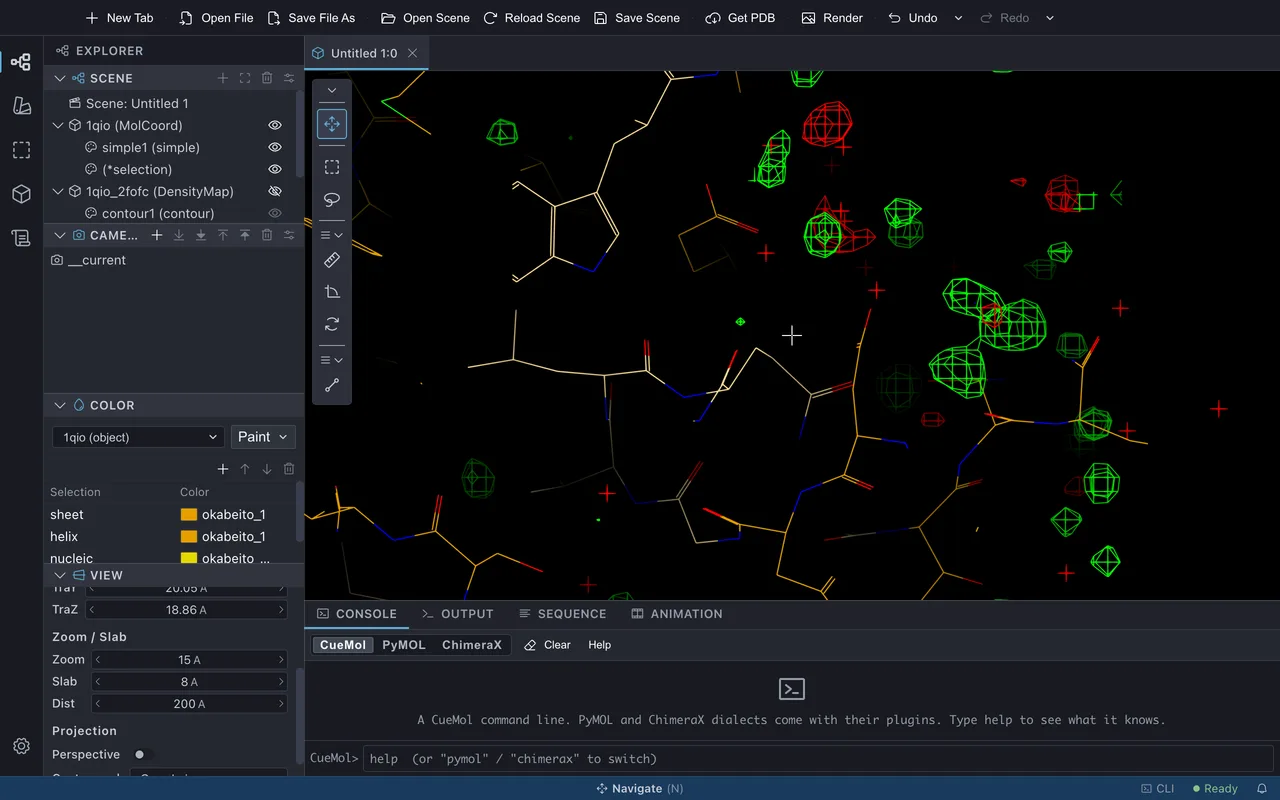 New Tab Open File Save File As Open Scene Reload Scene Save Scene Get PDB Render Undo Redo
EXPLORER
SCENE
Scene: Untitled 1
1qio (MolCoord)
simple1 (simple)
(*selection)
1qio_2fofc (DensityMap)
contour1 (contour)
CAME...
__current
COLOR
1qio (object) Paint
Selection Color
sheet okabeito_1
helix okabeito_1
nucleic okabeito ...
VIEW
TraY 20.05 A
TraZ 18.86 A
Zoom / Slab
Zoom 15 A
Slab 8 A
Dist 200 A
Projection
Perspective
Untitled 1:0
CONSOLE OUTPUT SEQUENCE ANIMATION
CueMol PyMOL ChimeraX Clear Help
A CueMol command line. PyMOL and ChimeraX dialects come with their plugins. Type help to see what it knows.
CueMol> help (or "pymol" / "chimerax" to switch)
Navigate (N) CLI Ready